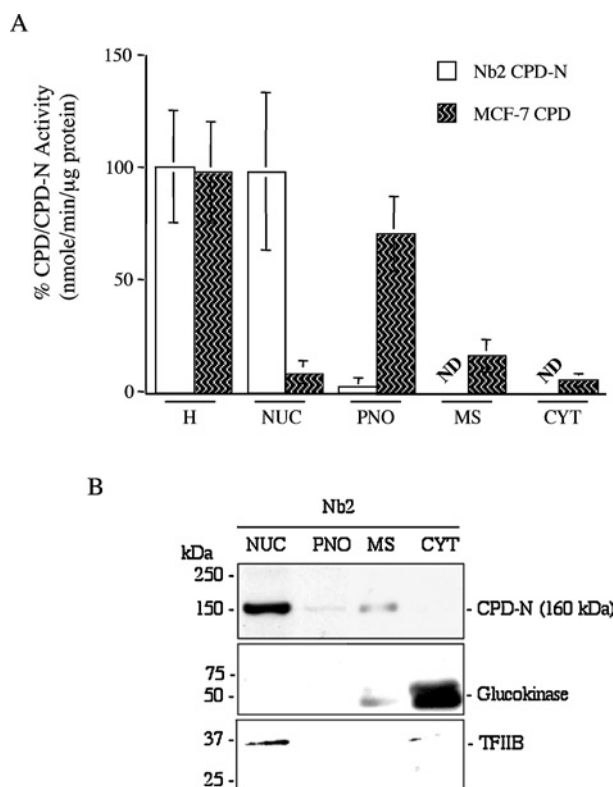 A
150
100
50
0
% CPD/CPD-N Activity
(nmole/min/µg protein)
Nb2 CPD-N
MCF-7 CPD
ND
ND
H NUC PNO MS CYT
B
Nb2
kDa NUC PNO MS CYT
250 -
150 - - CPD-N (160 kDa)
75 -
50 - - Glucokinase
37 - - TFIIB
25 -